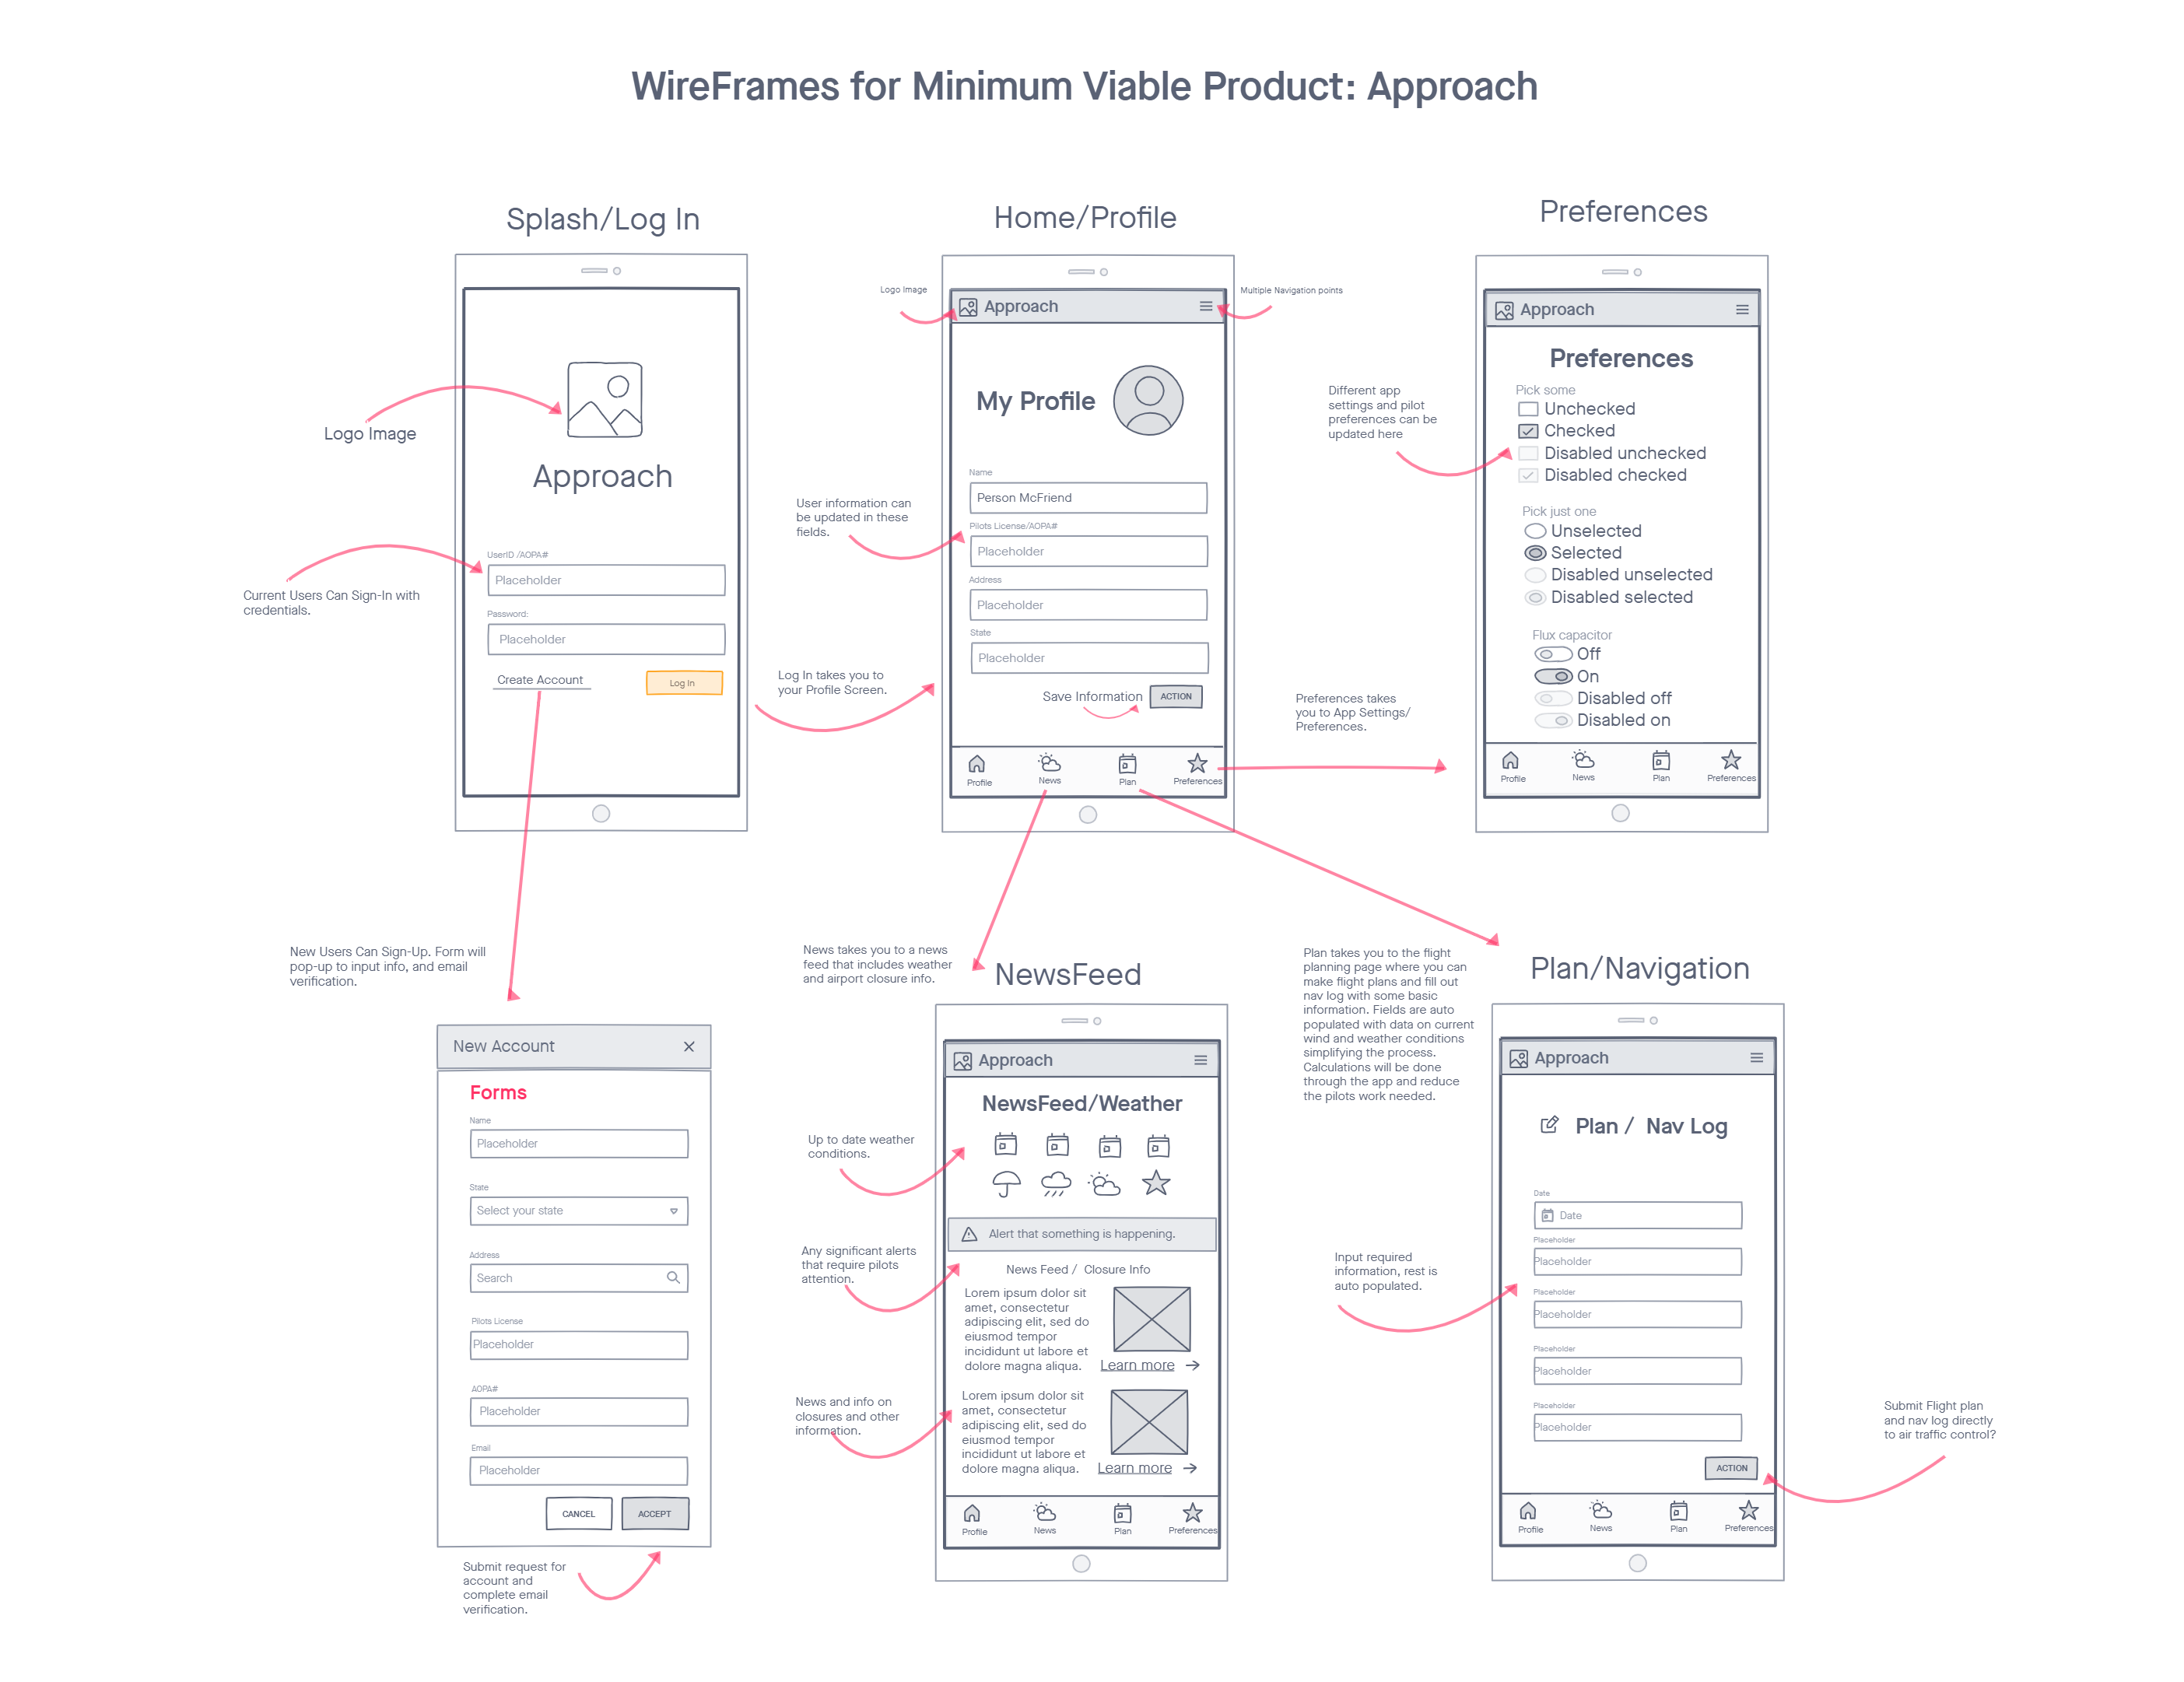 WireFrames for Minimum Viable Product: Approach
Splash/Log In
Logo Image
Approach
UserID /AOPA#
Placeholder
Current Users Can Sign-In with
credentials.
Password:
Placeholder
Create Account
Log In
Home/Profile
Logo Image
Multiple Navigation points
Approach
My Profile
Name
Person McFriend
User information can
be updated in these
fields.
Pilots License/AOPA#
Placeholder
Address
Placeholder
State
Placeholder
Log In takes you to
your Profile Screen.
Save Information
ACTION
Profile
News
Plan
Preferences
Preferences
Approach
Preferences
Different app
settings and pilot
preferences can be
updated here
Pick some
Unchecked
Checked
Disabled unchecked
Disabled checked
Pick just one
Unselected
Selected
Disabled unselected
Disabled selected
Flux capacitor
Off
On
Disabled off
Disabled on
Preferences takes
you to App Settings/
Preferences.
Profile
News
Plan
Preferences
New Users Can Sign-Up. Form will
pop-up to input info, and email
verification.
New Account
Forms
Name
Placeholder
State
Select your state
Address
Search
Pilots License
Placeholder
AOPA#
Placeholder
Email
Placeholder
CANCEL
ACCEPT
Submit request for
account and
complete email
verification.
News takes you to a news
feed that includes weather
and airport closure info.
NewsFeed
Approach
NewsFeed/Weather
Up to date weather
conditions.
Alert that something is happening.
Any significant alerts
that require pilots
attention.
News Feed / Closure Info
Lorem ipsum dolor sit
amet, consectetur
adipiscing elit, sed do
eiusmod tempor
incididunt ut labore et
dolore magna aliqua.
Learn more
News and info on
closures and other
information.
Lorem ipsum dolor sit
amet, consectetur
adipiscing elit, sed do
eiusmod tempor
incididunt ut labore et
dolore magna aliqua.
Learn more
Profile
News
Plan
Preferences
Plan takes you to the flight
planning page where you can
make flight plans and fill out
nav log with some basic
information. Fields are auto
populated with data on current
wind and weather conditions
simplifying the process.
Calculations will be done
through the app and reduce
the pilots work needed.
Plan/Navigation
Approach
Plan / Nav Log
Date
Date
Placeholder
Placeholder
Input required
information, rest is
auto populated.
Placeholder
Placeholder
Placeholder
Placeholder
Placeholder
Placeholder
ACTION
Submit Flight plan
and nav log directly
to air traffic control?
Profile
News
Plan
Preferences